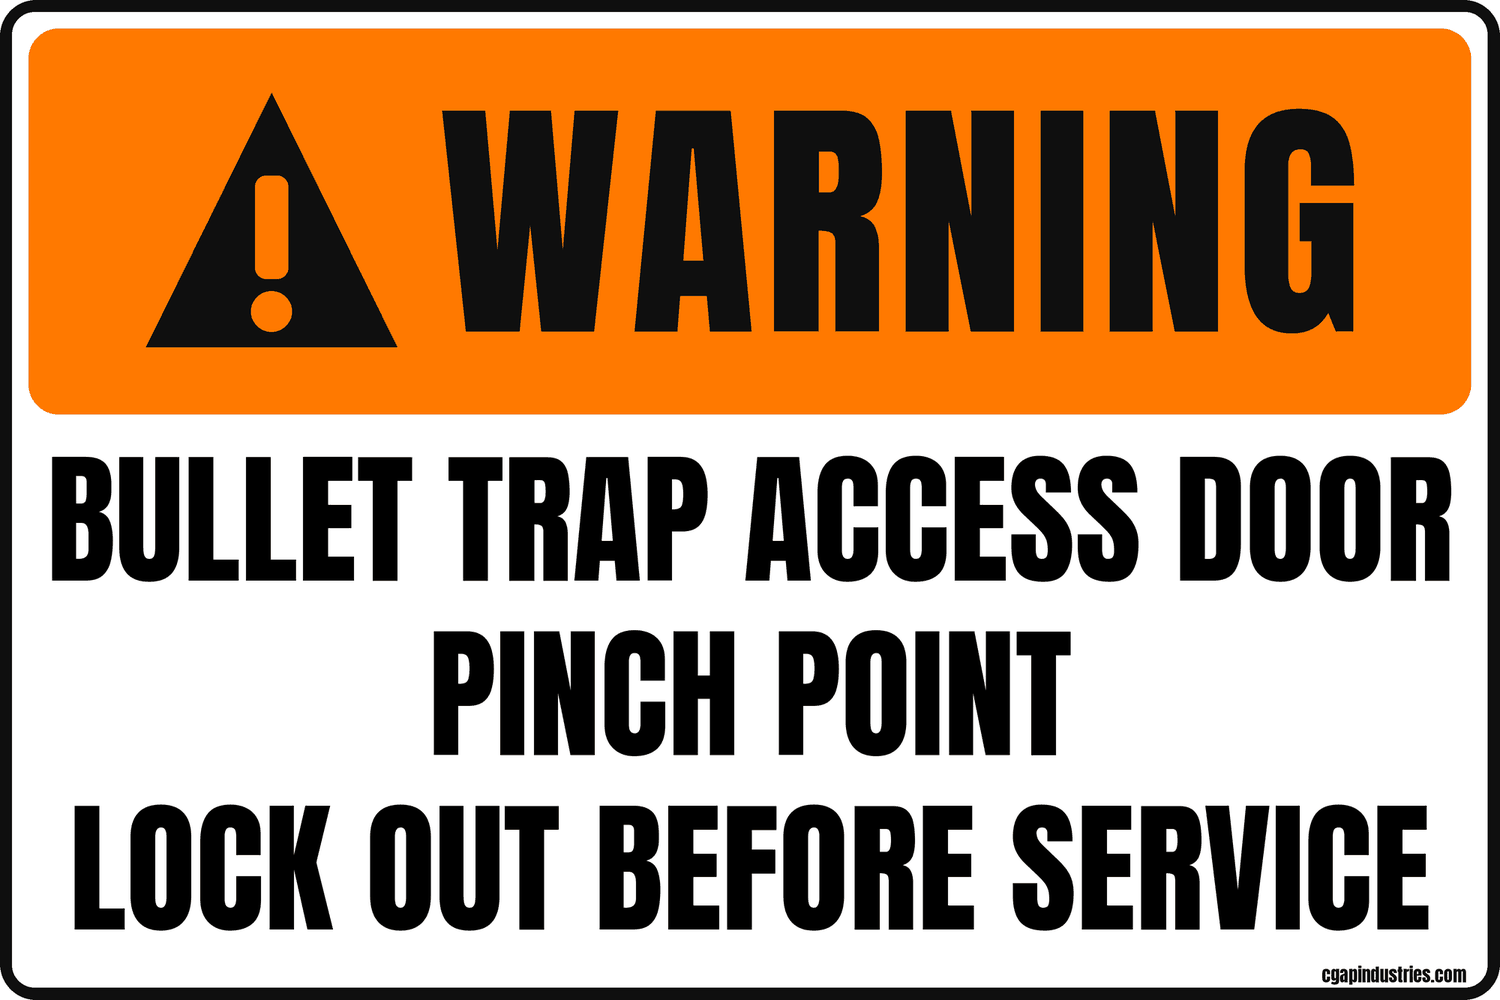 WARNING
BULLET TRAP ACCESS DOOR
PINCH POINT
LOCK OUT BEFORE SERVICE
cgapindustries.com